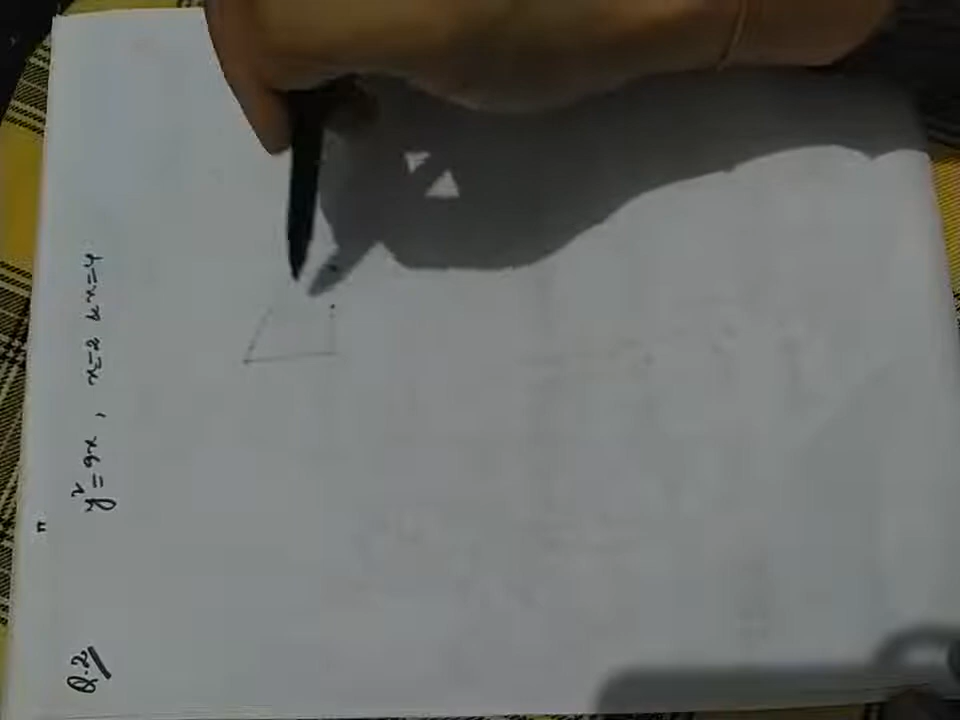 Q.2/ y² = 9x , x=2 & x=4